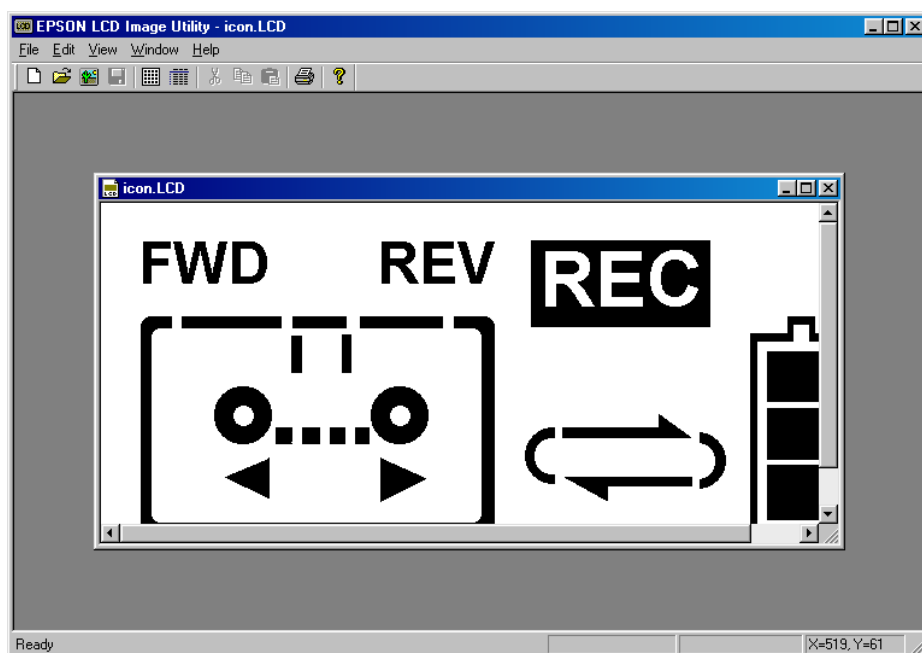 EPSON LCD Image Utility - icon.LCD
File Edit View Window Help
icon.LCD
FWD REV REC
Ready X=519, Y=61